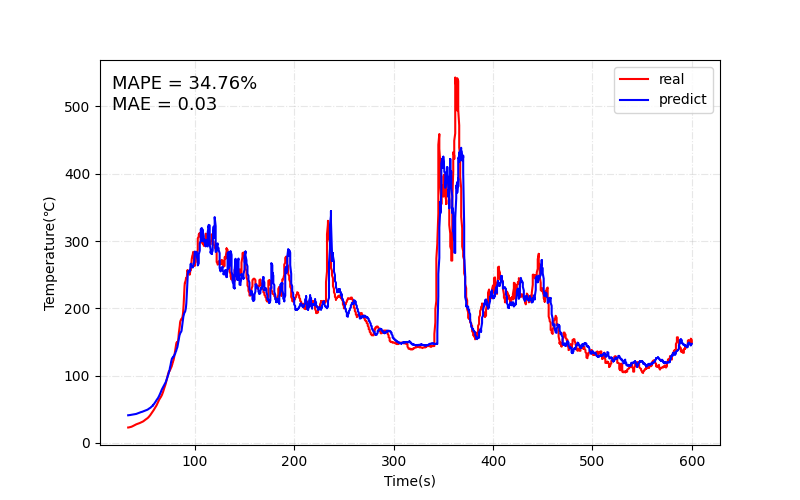 MAPE = 34.76%
MAE = 0.03
real
predict
500
400
300
200
100
0
Temperature(℃)
100 200 300 400 500 600
Time(s)